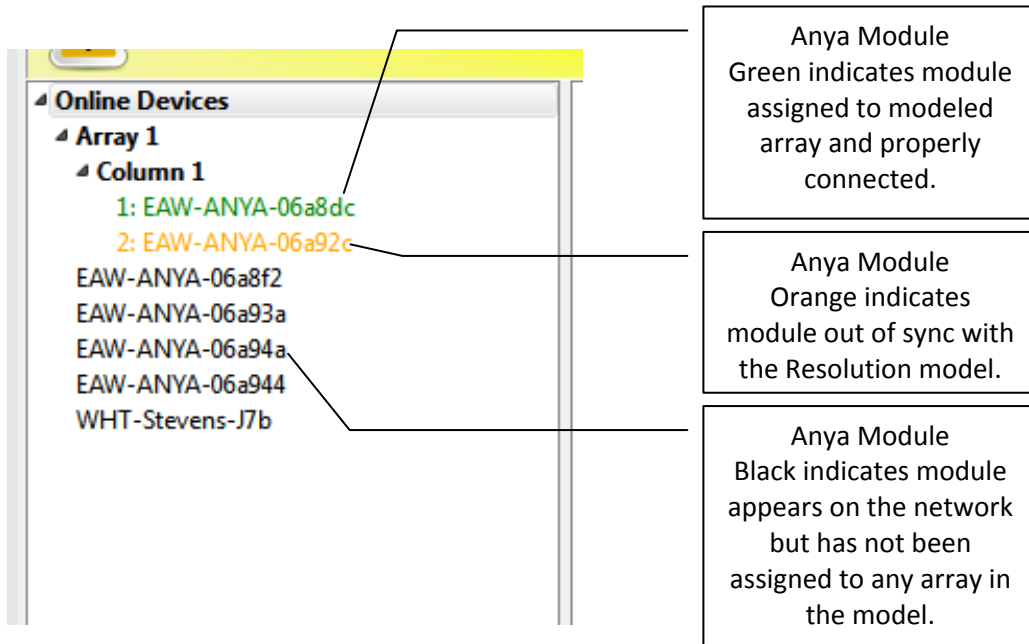 Online Devices
Array 1
Column 1
1: EAW-ANYA-06a8dc
2: EAW-ANYA-06a92c
EAW-ANYA-06a8f2
EAW-ANYA-06a93a
EAW-ANYA-06a94a
EAW-ANYA-06a944
WHT-Stevens-J7b
Anya Module
Green indicates module
assigned to modeled
array and properly
connected.
Anya Module
Orange indicates
module out of sync with
the Resolution model.
Anya Module
Black indicates module
appears on the network
but has not been
assigned to any array in
the model.